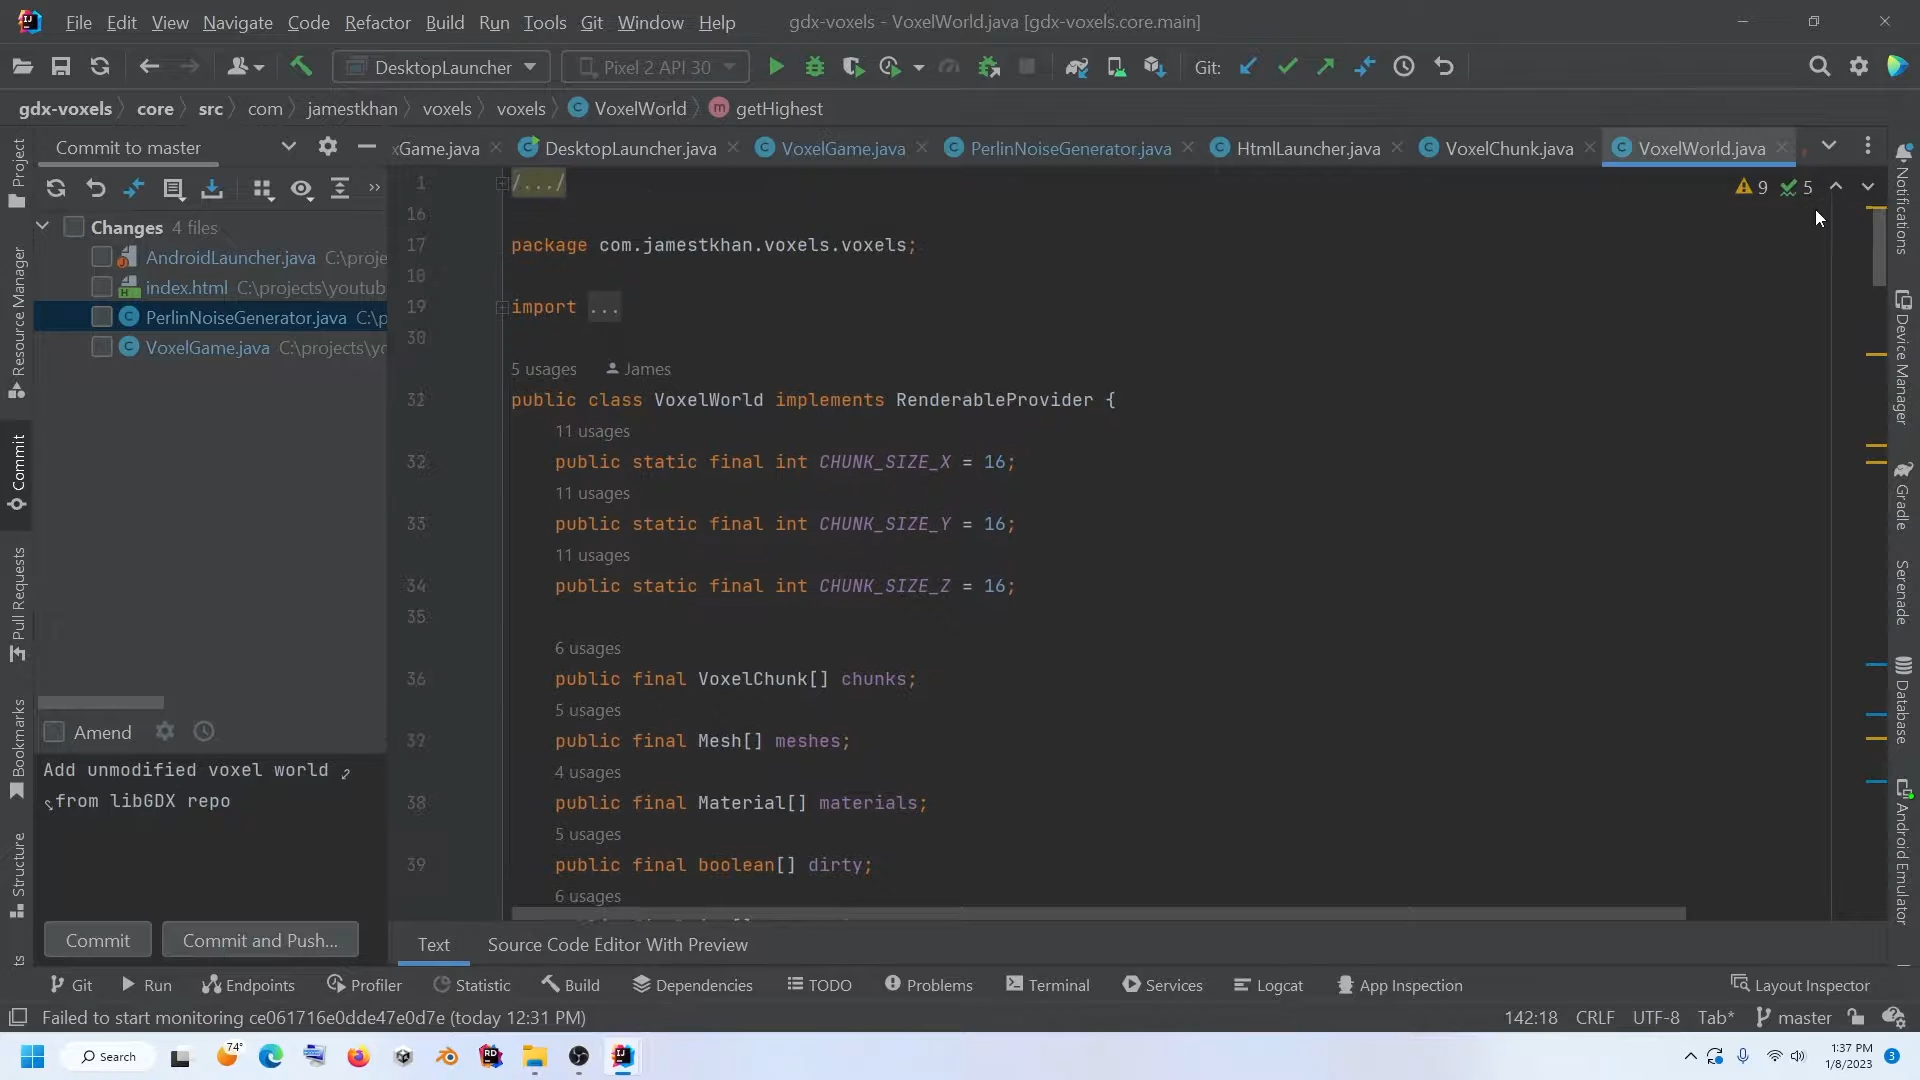 File Edit View Navigate Code Refactor Build Run Tools Git Window Help gdx-voxels - VoxelWorld.java [gdx-voxels.core.main]
DesktopLauncher Pixel 2 API 30 Git:
gdx-voxels core src com jamestkhan voxels voxels VoxelWorld getHighest
Commit to master
xGame.java DesktopLauncher.java VoxelGame.java PerlinNoiseGenerator.java HtmlLauncher.java VoxelChunk.java VoxelWorld.java
9 5
Changes 4 files
AndroidLauncher.java C:\proje
index.html C:\projects\youtub
PerlinNoiseGenerator.java C:\p
VoxelGame.java C:\projects\yo
Amend
Add unmodified voxel world
from libGDX repo
Commit Commit and Push...
1 /.../
16
17 package com.jamestkhan.voxels.voxels;
19 import ...
30
5 usages James
public class VoxelWorld implements RenderableProvider {
11 usages
public static final int CHUNK_SIZE_X = 16;
11 usages
public static final int CHUNK_SIZE_Y = 16;
11 usages
34 public static final int CHUNK_SIZE_Z = 16;
35
6 usages
36 public final VoxelChunk[] chunks;
5 usages
public final Mesh[] meshes;
4 usages
38 public final Material[] materials;
5 usages
39 public final boolean[] dirty;
6 usages
Text Source Code Editor With Preview
Project
Resource Manager
Commit
Pull Requests
Bookmarks
Structure
ts
Notifications
Device Manager
Gradle
Serenade
Database
Android Emulator
Git Run Endpoints Profiler Statistic Build Dependencies TODO Problems Terminal Services Logcat App Inspection Layout Inspector
Failed to start monitoring ce061716e0dde47e0d7e (today 12:31 PM) 142:18 CRLF UTF-8 Tab* master
Search 74° RD IJ 1:37 PM
1/8/2023 3